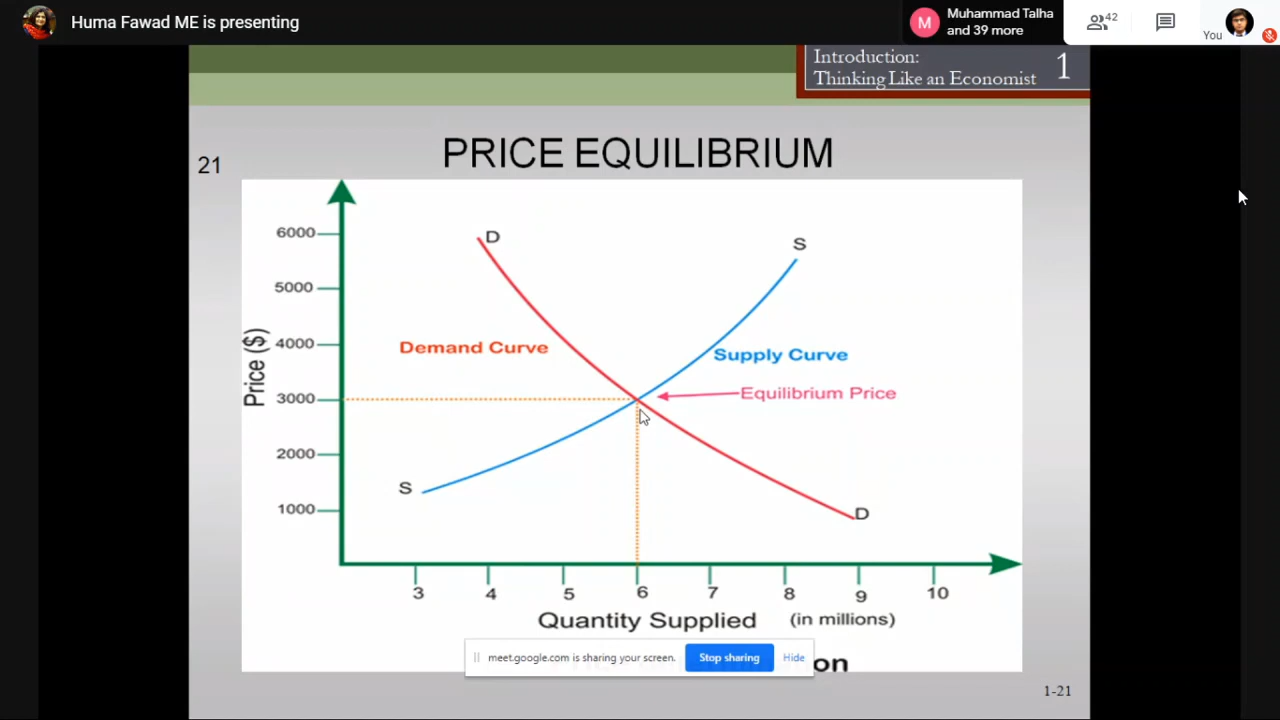 Huma Fawad ME is presenting
M
Muhammad Talha
and 39 more
42
You
Introduction:
Thinking Like an Economist
1
PRICE EQUILIBRIUM
21
6000
5000
4000
3000
2000
1000
Price ($)
D
S
Demand Curve
Supply Curve
Equilibrium Price
S
D
3 4 5 6 7 8 9 10
Quantity Supplied (in millions)
meet.google.com is sharing your screen. Stop sharing Hide
on
1-21